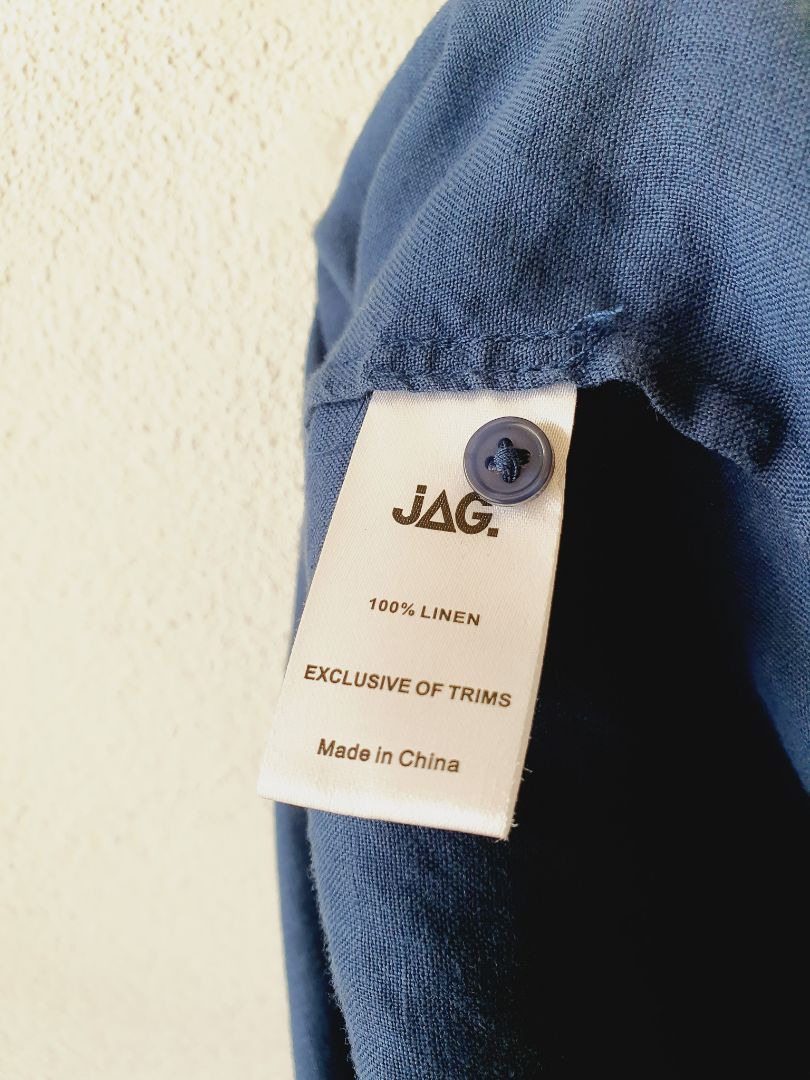 jAG.
100% LINEN
EXCLUSIVE OF TRIMS
Made in China